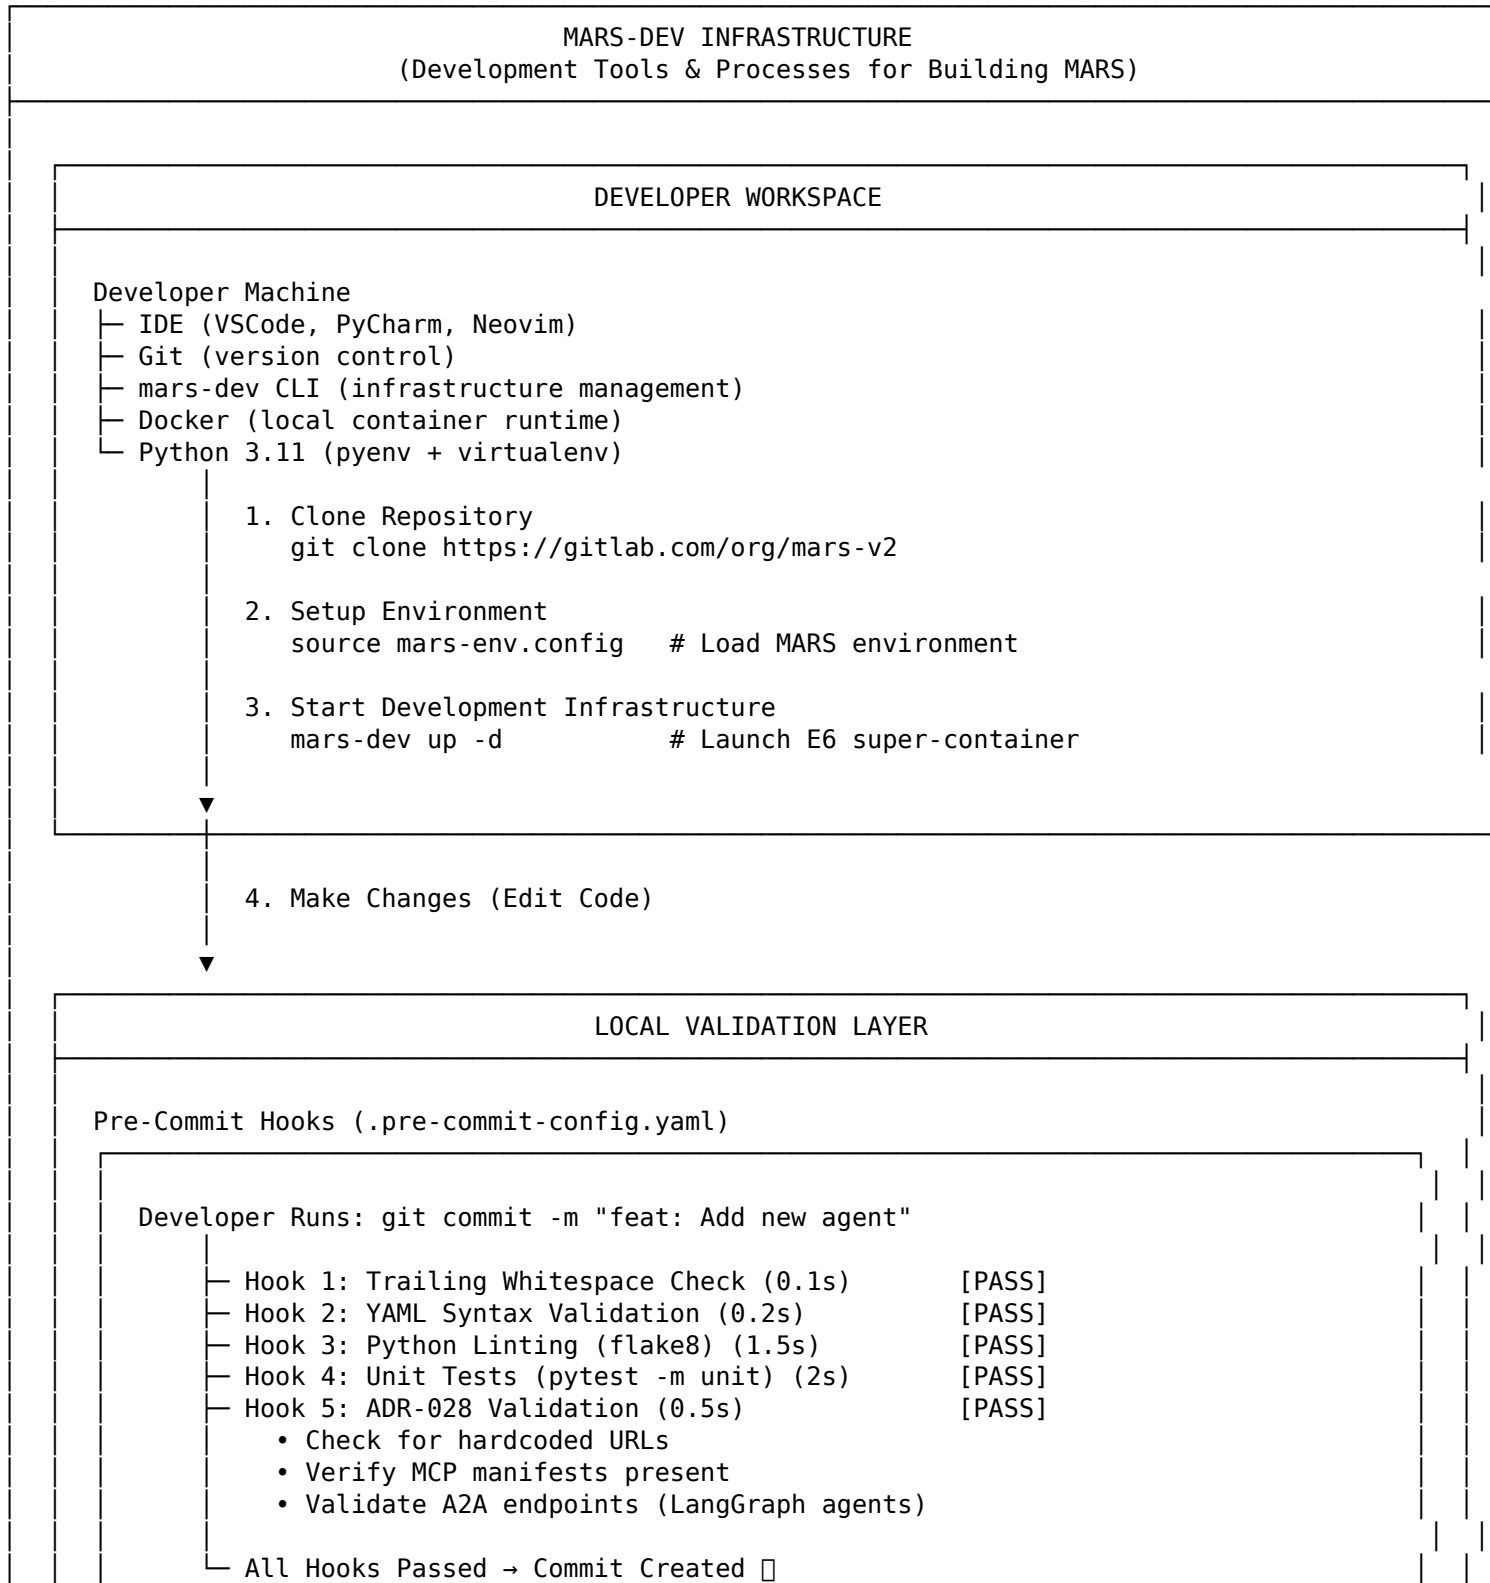 MARS-DEV INFRASTRUCTURE
(Development Tools & Processes for Building MARS)
DEVELOPER WORKSPACE
Developer Machine
├─ IDE (VSCode, PyCharm, Neovim)
├─ Git (version control)
├─ mars-dev CLI (infrastructure management)
├─ Docker (local container runtime)
└─ Python 3.11 (pyenv + virtualenv)
1. Clone Repository
git clone https://gitlab.com/org/mars-v2
2. Setup Environment
source mars-env.config   # Load MARS environment
3. Start Development Infrastructure
mars-dev up -d           # Launch E6 super-container
▼
4. Make Changes (Edit Code)
▼
LOCAL VALIDATION LAYER
Pre-Commit Hooks (.pre-commit-config.yaml)
Developer Runs: git commit -m "feat: Add new agent"
├─ Hook 1: Trailing Whitespace Check (0.1s)       [PASS]
├─ Hook 2: YAML Syntax Validation (0.2s)          [PASS]
├─ Hook 3: Python Linting (flake8) (1.5s)         [PASS]
├─ Hook 4: Unit Tests (pytest -m unit) (2s)       [PASS]
├─ Hook 5: ADR-028 Validation (0.5s)              [PASS]
• Check for hardcoded URLs
• Verify MCP manifests present
• Validate A2A endpoints (LangGraph agents)
└─ All Hooks Passed → Commit Created